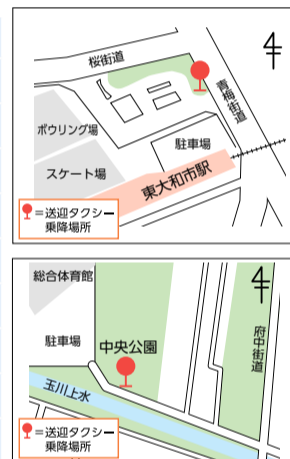 桜街道
青梅街道
ボウリング場
駐車場
スケート場
東大和市駅
=送迎タクシー
乗降場所
総合体育館
府中街道
駐車場
中央公園
玉川上水
=送迎タクシー
乗降場所